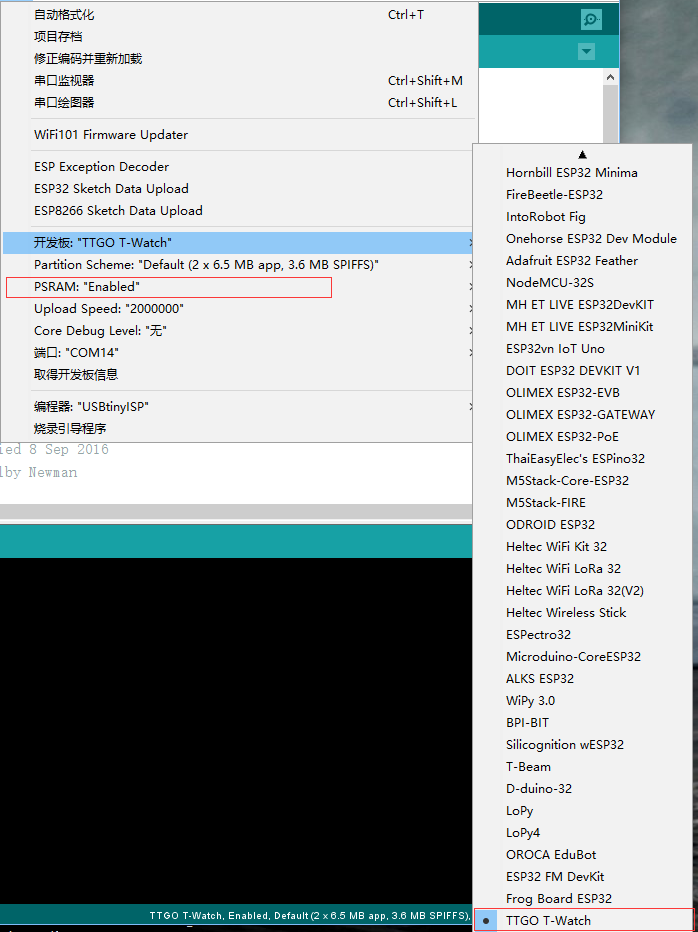 自动格式化 Ctrl+T
项目存档
修正编码并重新加载
串口监视器 Ctrl+Shift+M
串口绘图器 Ctrl+Shift+L
WiFi101 Firmware Updater
ESP Exception Decoder
ESP32 Sketch Data Upload
ESP8266 Sketch Data Upload
开发板: "TTGO T-Watch"
Partition Scheme: "Default (2 x 6.5 MB app, 3.6 MB SPIFFS)"
PSRAM: "Enabled"
Upload Speed: "2000000"
Core Debug Level: "无"
端口: "COM14"
取得开发板信息
编程器: "USBtinyISP"
烧录引导程序
ied 8 Sep 2016
by Newman
Hornbill ESP32 Minima
FireBeetle-ESP32
IntoRobot Fig
Onehorse ESP32 Dev Module
Adafruit ESP32 Feather
NodeMCU-32S
MH ET LIVE ESP32DevKIT
MH ET LIVE ESP32MiniKit
ESP32vn IoT Uno
DOIT ESP32 DEVKIT V1
OLIMEX ESP32-EVB
OLIMEX ESP32-GATEWAY
OLIMEX ESP32-PoE
ThaiEasyElec's ESPino32
M5Stack-Core-ESP32
M5Stack-FIRE
ODROID ESP32
Heltec WiFi Kit 32
Heltec WiFi LoRa 32
Heltec WiFi LoRa 32(V2)
Heltec Wireless Stick
ESPectro32
Microduino-CoreESP32
ALKS ESP32
WiPy 3.0
BPI-BIT
Silicognition wESP32
T-Beam
D-duino-32
LoPy
LoPy4
OROCA EduBot
ESP32 FM DevKit
Frog Board ESP32
TTGO T-Watch
TTGO T-Watch, Enabled, Default (2 x 6.5 MB app, 3.6 MB SPIFFS),